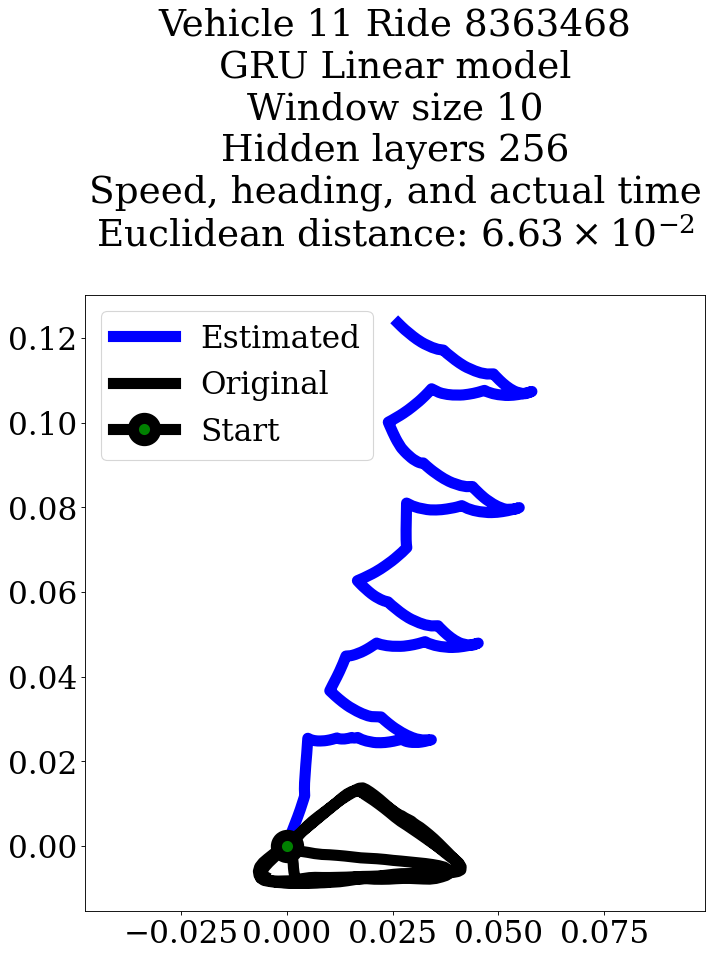 Vehicle 11 Ride 8363468
GRU Linear model
Window size 10
Hidden layers 256
Speed, heading, and actual time
Euclidean distance: 6.63 × 10⁻²
Estimated
Original
Start
0.12
0.10
0.08
0.06
0.04
0.02
0.00
−0.025 0.000 0.025 0.050 0.075